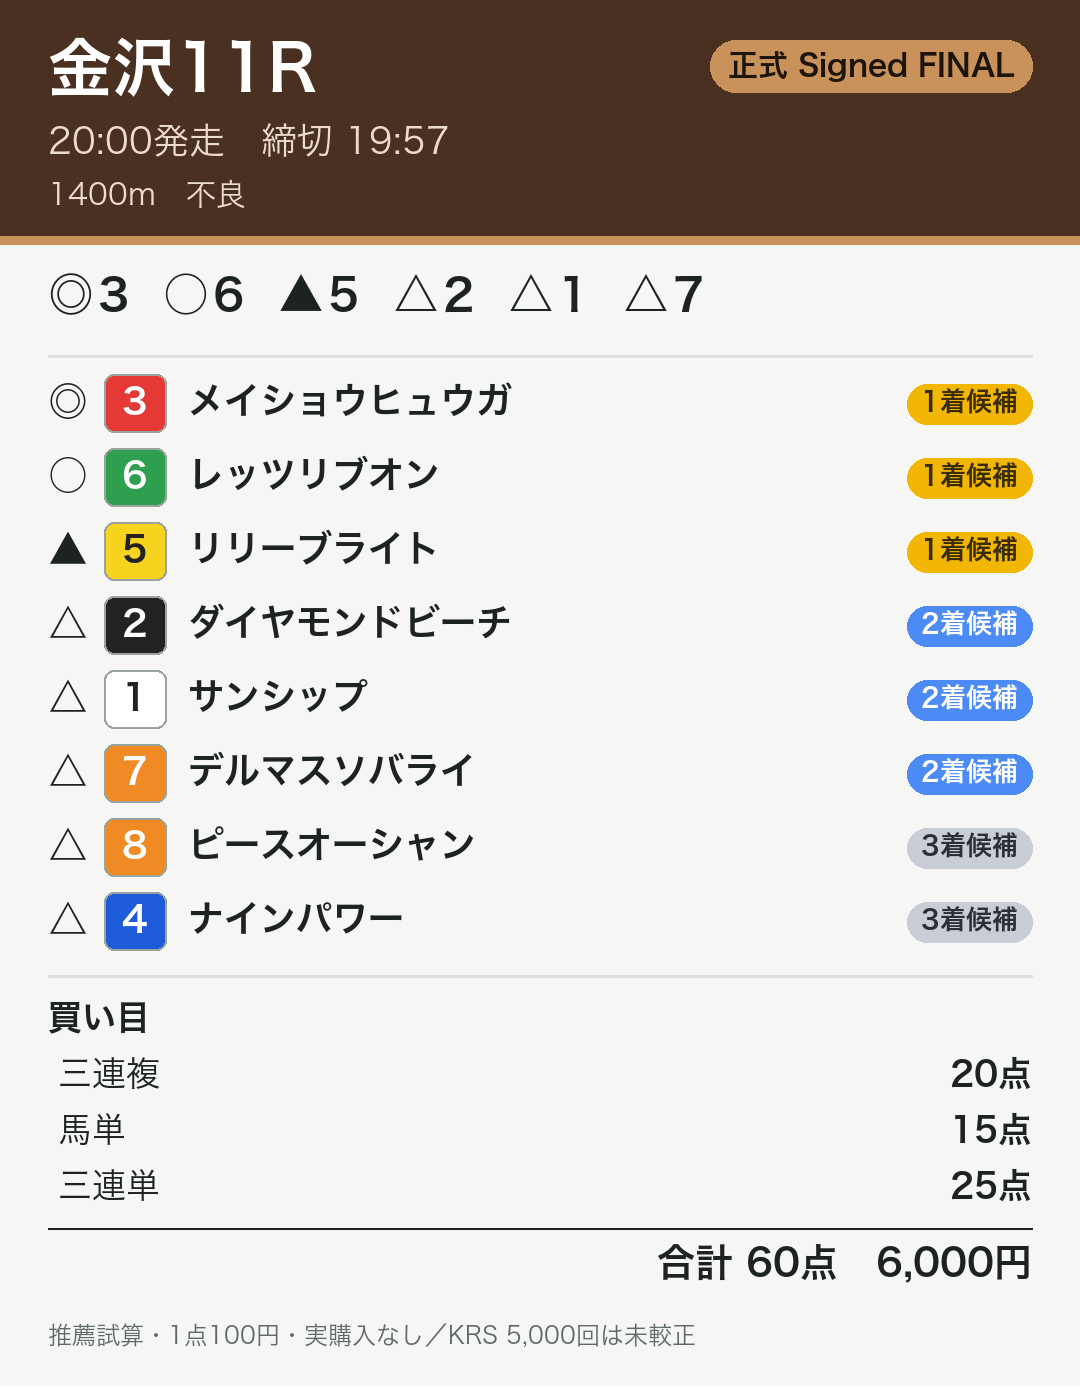 金沢11R
正式 Signed FINAL
20:00発走　締切 19:57
1400m　不良
◎3 ○6 ▲5 △2 △1 △7
◎ 3 メイショウヒュウガ 1着候補
○ 6 レッツリブオン 1着候補
▲ 5 リリーブライト 1着候補
△ 2 ダイヤモンドビーチ 2着候補
△ 1 サンシップ 2着候補
△ 7 デルマスソバライ 2着候補
△ 8 ピースオーシャン 3着候補
△ 4 ナインパワー 3着候補
買い目
三連複 20点
馬単 15点
三連単 25点
合計 60点　6,000円
推薦試算・1点100円・実購入なし／KRS 5,000回は未較正